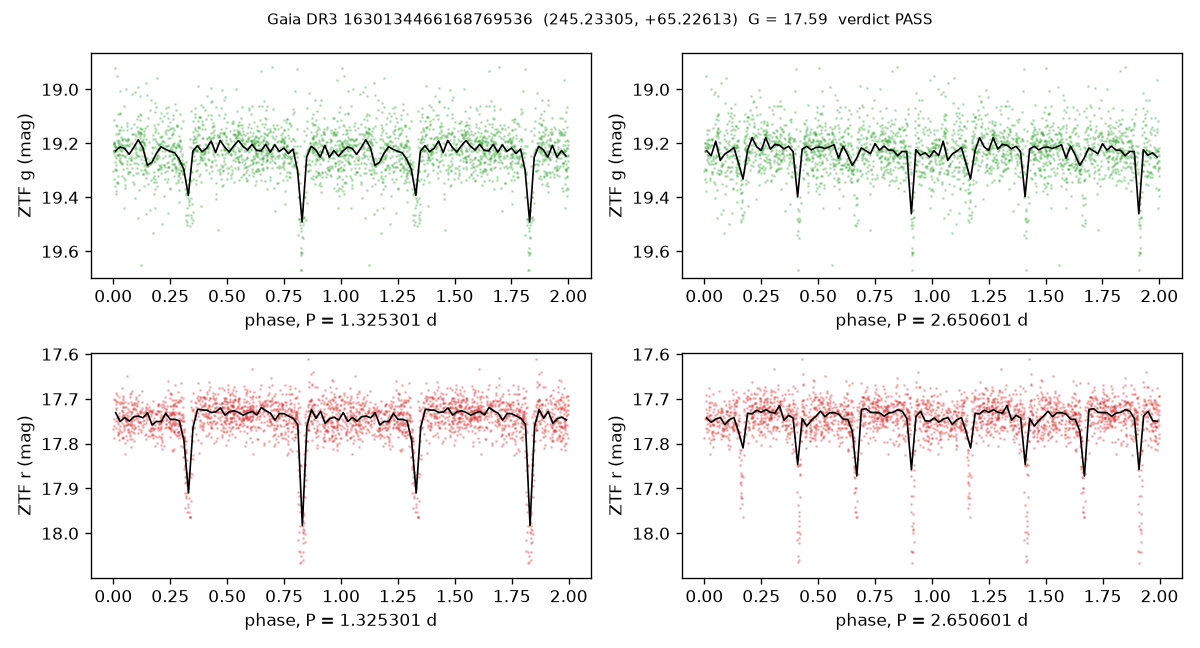 Gaia DR3 1630134466168769536  (245.23305, +65.22613)  G = 17.59  verdict PASS
ZTF g (mag)
19.0
19.2
19.4
19.6
0.00 0.25 0.50 0.75 1.00 1.25 1.50 1.75 2.00
phase, P = 1.325301 d
ZTF g (mag)
19.0
19.2
19.4
19.6
0.00 0.25 0.50 0.75 1.00 1.25 1.50 1.75 2.00
phase, P = 2.650601 d
ZTF r (mag)
17.6
17.7
17.8
17.9
18.0
0.00 0.25 0.50 0.75 1.00 1.25 1.50 1.75 2.00
phase, P = 1.325301 d
ZTF r (mag)
17.6
17.7
17.8
17.9
18.0
0.00 0.25 0.50 0.75 1.00 1.25 1.50 1.75 2.00
phase, P = 2.650601 d